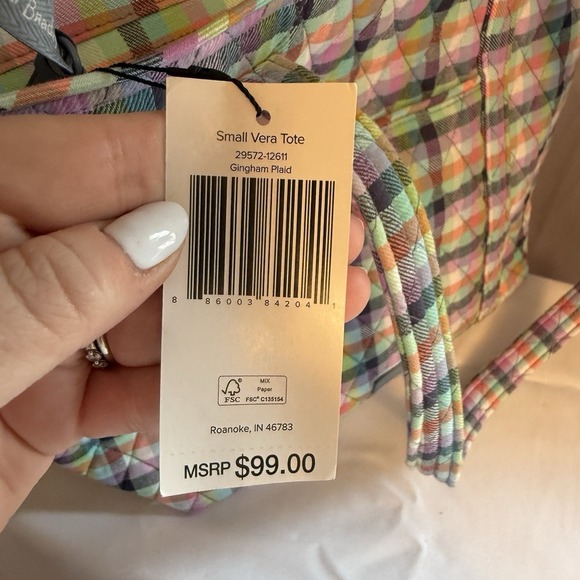 Small Vera Tote
29572-12611
Gingham Plaid
8 86003 84204 1
FSC
MIX
Paper
FSC® C135154
Roanoke, IN 46783
MSRP $99.00